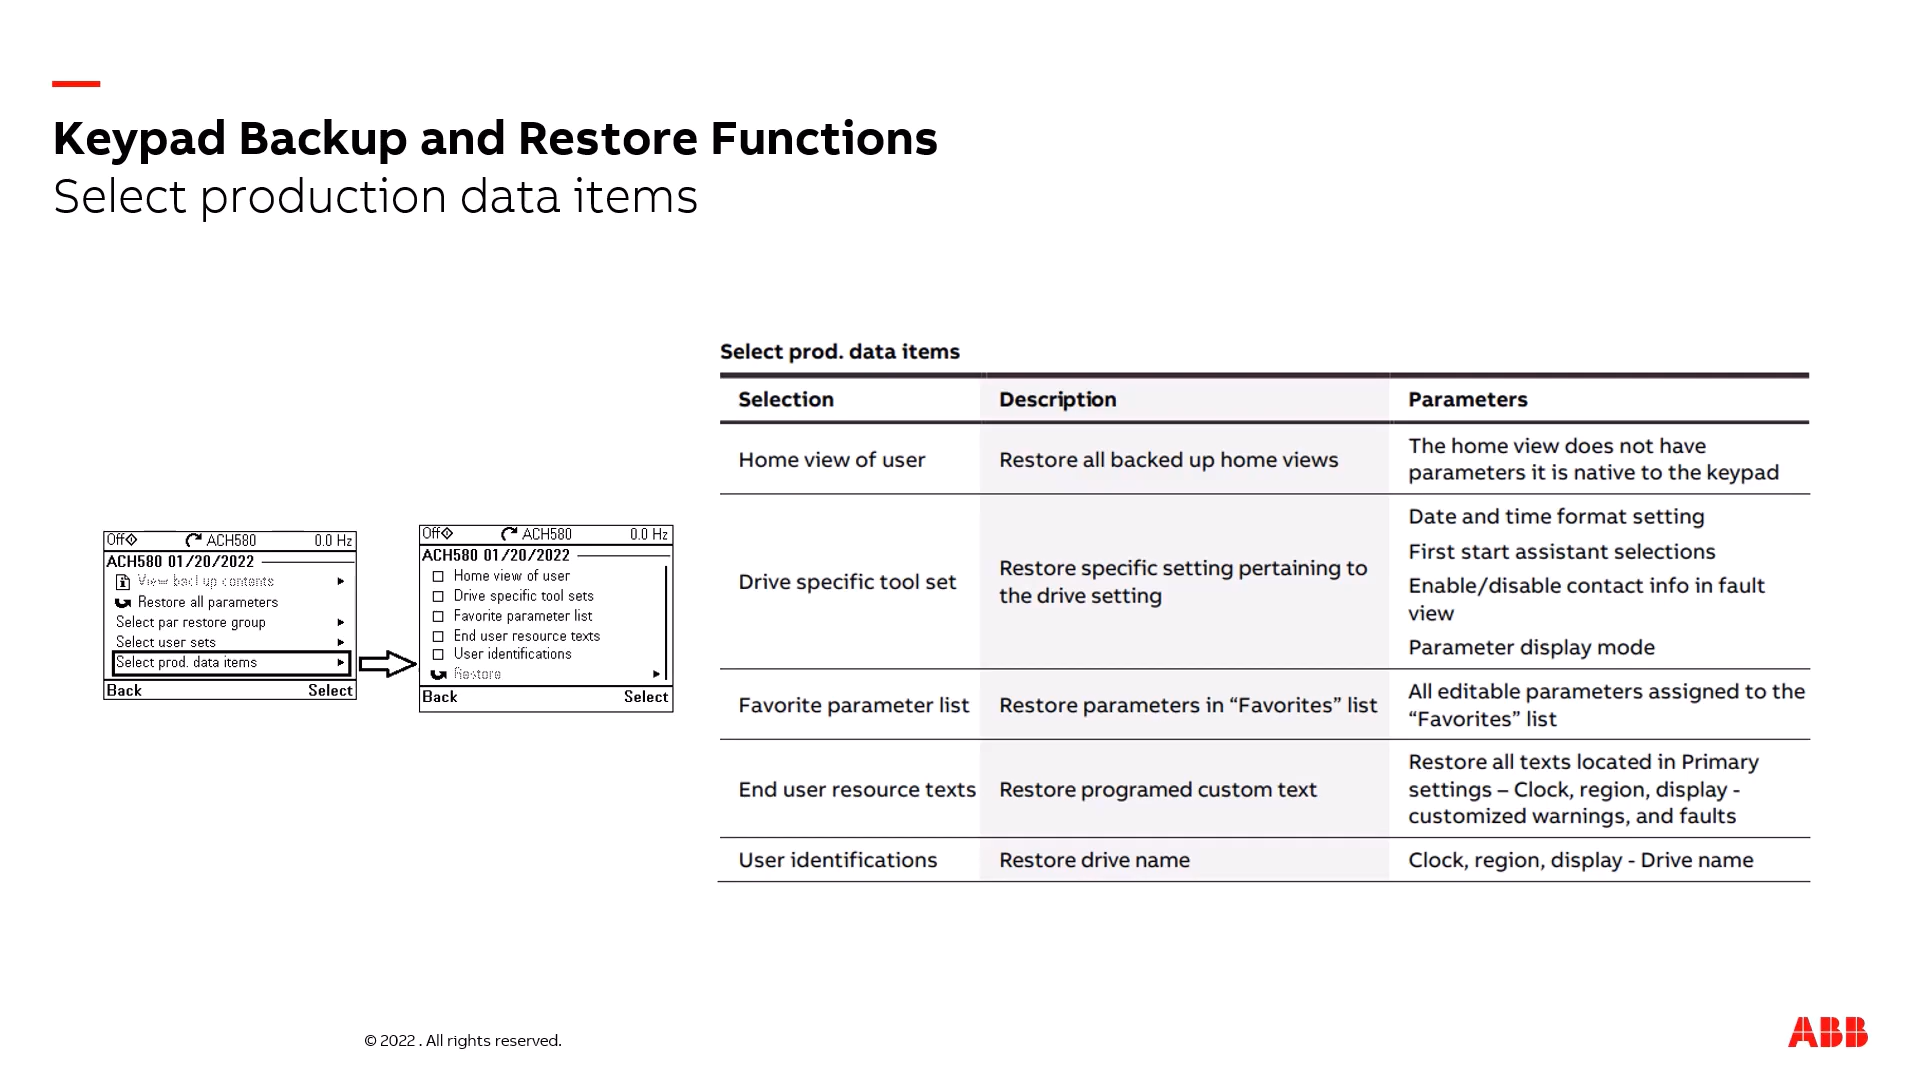 Keypad Backup and Restore Functions
Select production data items
Off ACH580 0.0 Hz
ACH580 01/20/2022
View backup contents
Restore all parameters
Select par restore group
Select user sets
Select prod. data items
Back Select
Off ACH580 0.0 Hz
ACH580 01/20/2022
Home view of user
Drive specific tool sets
Favorite parameter list
End user resource texts
User identifications
Restore
Back Select
Select prod. data items
Selection Description Parameters
Home view of user Restore all backed up home views The home view does not have
parameters it is native to the keypad
Drive specific tool set Restore specific setting pertaining to
the drive setting
Date and time format setting
First start assistant selections
Enable/disable contact info in fault
view
Parameter display mode
Favorite parameter list Restore parameters in “Favorites” list All editable parameters assigned to the
“Favorites” list
End user resource texts Restore programed custom text Restore all texts located in Primary
settings – Clock, region, display -
customized warnings, and faults
User identifications Restore drive name Clock, region, display - Drive name
© 2022 . All rights reserved.
ABB